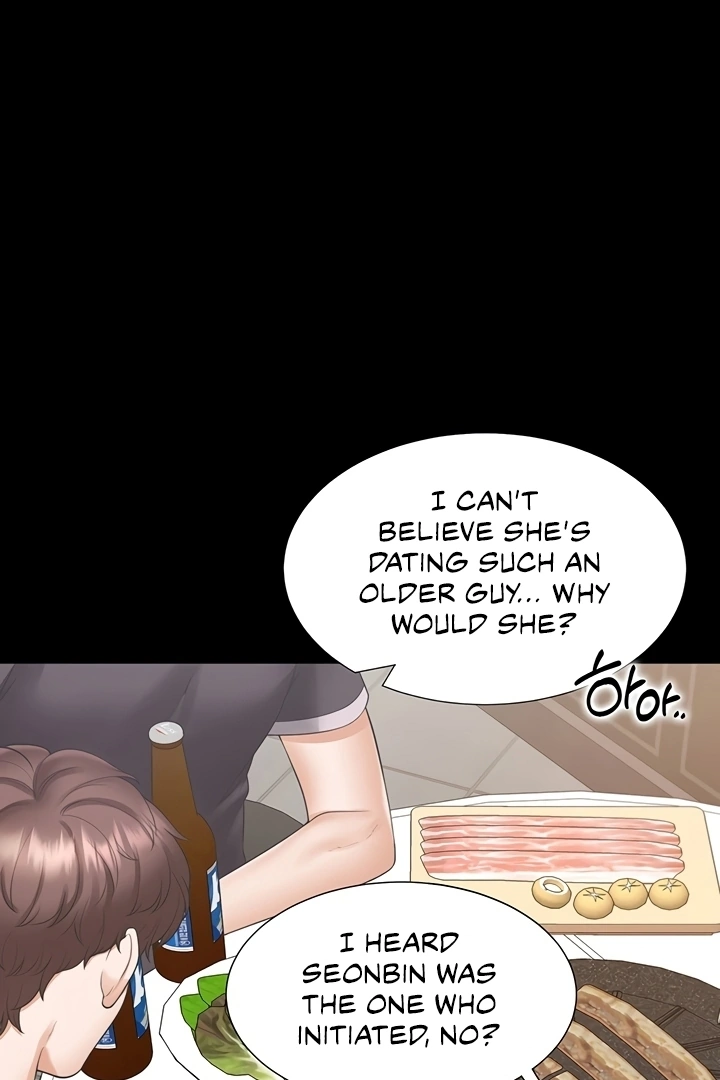 I CAN'T
BELIEVE SHE'S
DATING SUCH AN
OLDER GUY... WHY
WOULD SHE?
하아..
I HEARD
SEONBIN WAS
THE ONE WHO
INITIATED, NO?